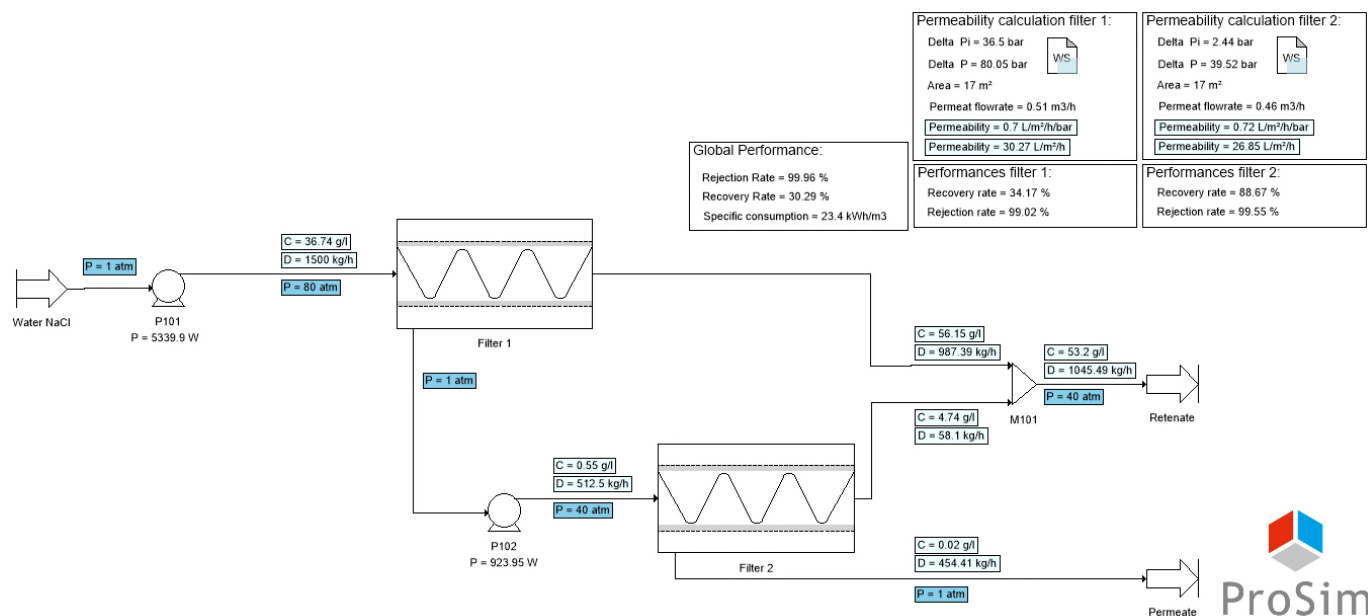 Permeability calculation filter 1:
Delta Pi = 36.5 bar
Delta P = 80.05 bar
WS
Area = 17 m²
Permeat flowrate = 0.51 m3/h
Permeability = 0.7 L/m²/h/bar
Permeability = 30.27 L/m²/h
Permeability calculation filter 2:
Delta Pi = 2.44 bar
Delta P = 39.52 bar
WS
Area = 17 m²
Permeat flowrate = 0.46 m3/h
Permeability = 0.72 L/m²/h/bar
Permeability = 26.85 L/m²/h
Global Performance:
Rejection Rate = 99.96 %
Recovery Rate = 30.29 %
Specific consumption = 23.4 kWh/m3
Performances filter 1:
Recovery rate = 34.17 %
Rejection rate = 99.02 %
Performances filter 2:
Recovery rate = 88.67 %
Rejection rate = 99.55 %
Water NaCl
P = 1 atm
P101
P = 5339.9 W
C = 36.74 g/l
D = 1500 kg/h
P = 80 atm
Filter 1
P = 1 atm
C = 56.15 g/l
D = 987.39 kg/h
C = 53.2 g/l
D = 1045.49 kg/h
P = 40 atm
M101
Retenate
C = 4.74 g/l
D = 58.1 kg/h
C = 0.55 g/l
D = 512.5 kg/h
P = 40 atm
P102
P = 923.95 W
Filter 2
C = 0.02 g/l
D = 454.41 kg/h
P = 1 atm
Permeate
ProSim